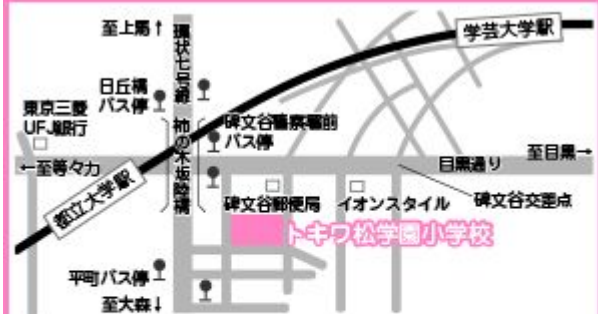 至上馬↑
環状七号線
学芸大学駅
日丘橋
バス停
東京三菱
UFJ銀行
碑文谷警察署前
バス停
柿の木坂陸橋
←至等々力
目黒通り
至目黒→
都立大学駅
碑文谷郵便局
イオンスタイル
碑文谷交差点
トキワ松学園小学校
平町バス停
至大森↓